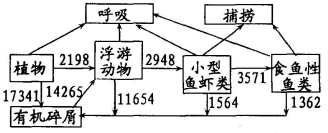 呼吸 捕捞
植物 2198 浮游动物 2948 小型鱼虾类 3571 食鱼性鱼类
17341 14265 11654 1564 1362
有机碎屑